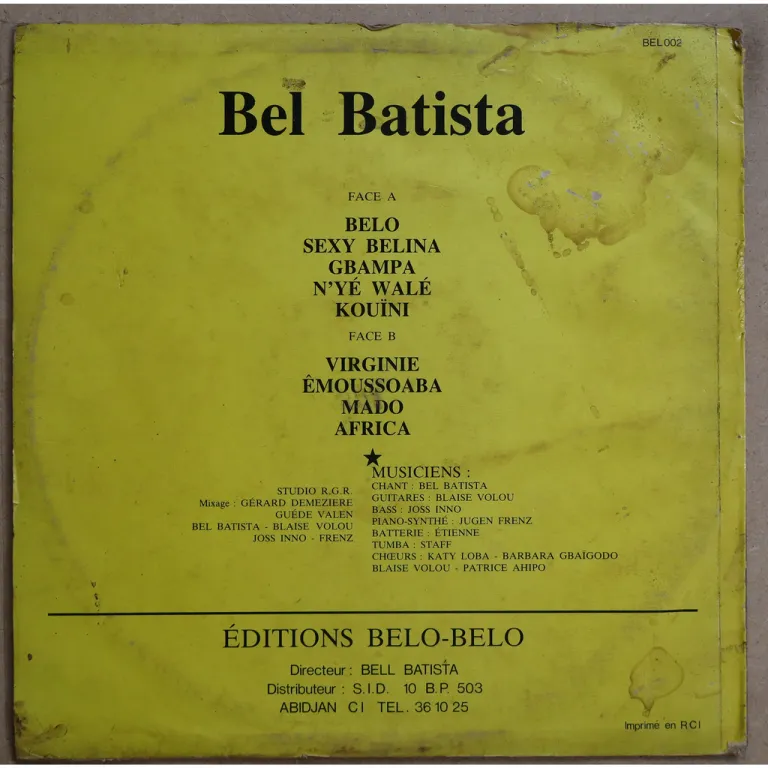 BEL 002
Bel Batista
FACE A
BELO
SEXY BELINA
GBAMPA
N'YÉ WALÉ
KOUÏNI
FACE B
VIRGINIE
ÊMOUSSOABA
MADO
AFRICA
STUDIO R.G.R.
Mixage : GÉRARD DEMEZIERE
GUÉDE VALEN
BEL BATISTA - BLAISE VOLOU
JOSS INNO - FRENZ
MUSICIENS :
CHANT : BEL BATISTA
GUITARES : BLAISE VOLOU
BASS : JOSS INNO
PIANO-SYNTHÉ : JUGEN FRENZ
BATTERIE : ÉTIENNE
TUMBA : STAFF
CHŒURS : KATY LOBA - BARBARA GBAÏGODO
BLAISE VOLOU - PATRICE AHIPO
ÉDITIONS BELO-BELO
Directeur : BELL BATISTA
Distributeur : S.I.D. 10 B.P. 503
ABIDJAN CI TEL. 36 10 25
Imprimé en R.C.I